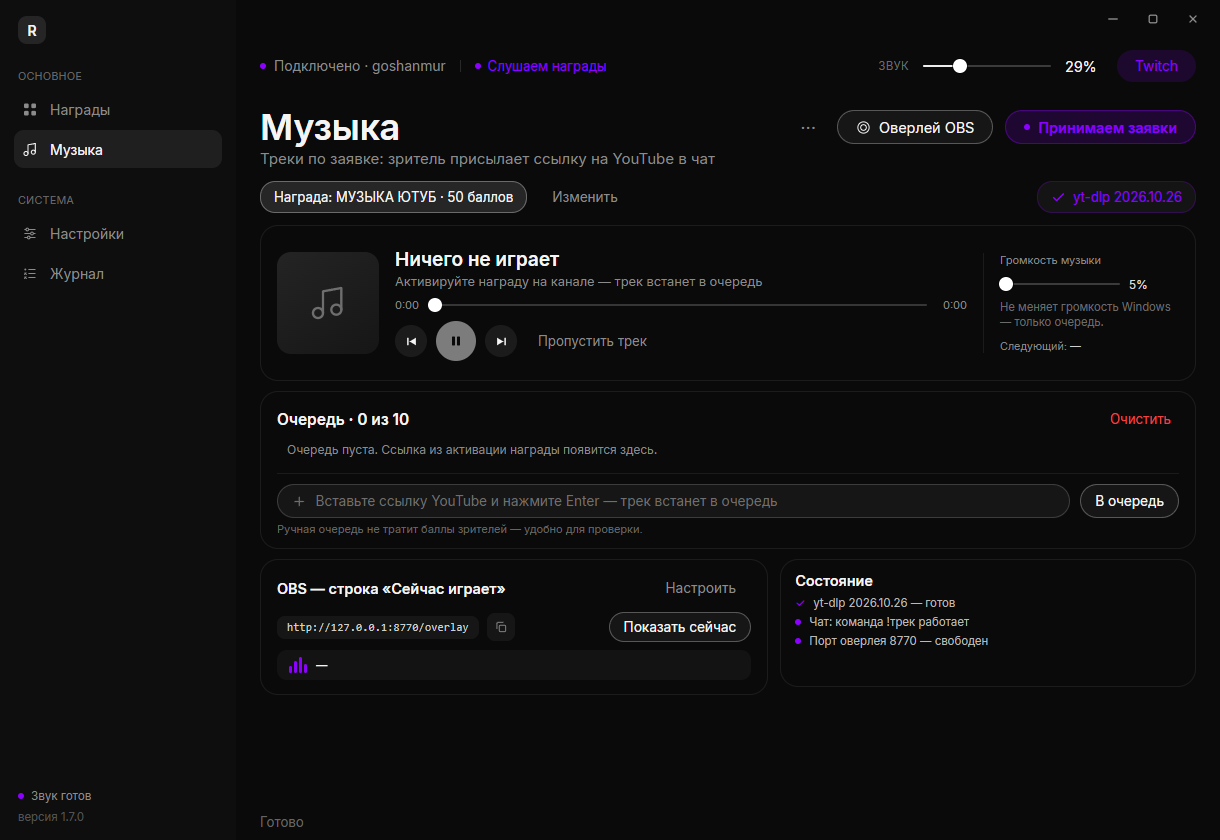 R
ОСНОВНОЕ
Награды
Музыка
СИСТЕМА
Настройки
Журнал
Звук готов
версия 1.7.0
Подключено · goshanmur
Слушаем награды
ЗВУК
29%
Twitch
Музыка
Треки по заявке: зритель присылает ссылку на YouTube в чат
Оверлей OBS
Принимаем заявки
Награда: МУЗЫКА ЮТУБ · 50 баллов
Изменить
yt-dlp 2026.10.26
Ничего не играет
Активируйте награду на канале — трек встанет в очередь
0:00
0:00
Пропустить трек
Громкость музыки
5%
Не меняет громкость Windows
— только очередь.
Следующий: —
Очередь · 0 из 10
Очистить
Очередь пуста. Ссылка из активации награды появится здесь.
Вставьте ссылку YouTube и нажмите Enter — трек встанет в очередь
В очередь
Ручная очередь не тратит баллы зрителей — удобно для проверки.
OBS — строка «Сейчас играет»
Настроить
http://127.0.0.1:8770/overlay
Показать сейчас
—
Состояние
yt-dlp 2026.10.26 — готов
Чат: команда !трек работает
Порт оверлея 8770 — свободен
Готово